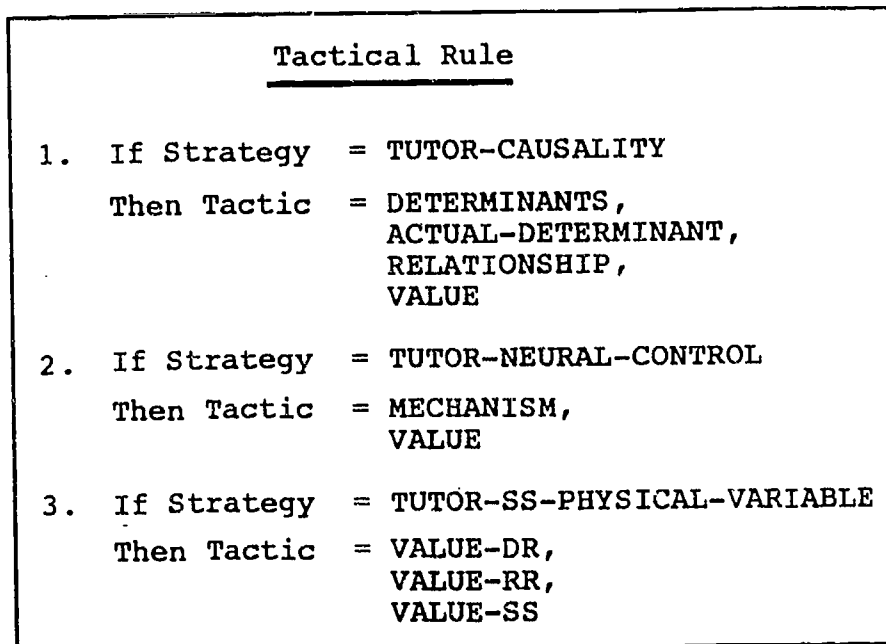 Tactical Rule
1. If Strategy = TUTOR-CAUSALITY
Then Tactic = DETERMINANTS,
ACTUAL-DETERMINANT,
RELATIONSHIP,
VALUE
2. If Strategy = TUTOR-NEURAL-CONTROL
Then Tactic = MECHANISM,
VALUE
3. If Strategy = TUTOR-SS-PHYSICAL-VARIABLE
Then Tactic = VALUE-DR,
VALUE-RR,
VALUE-SS